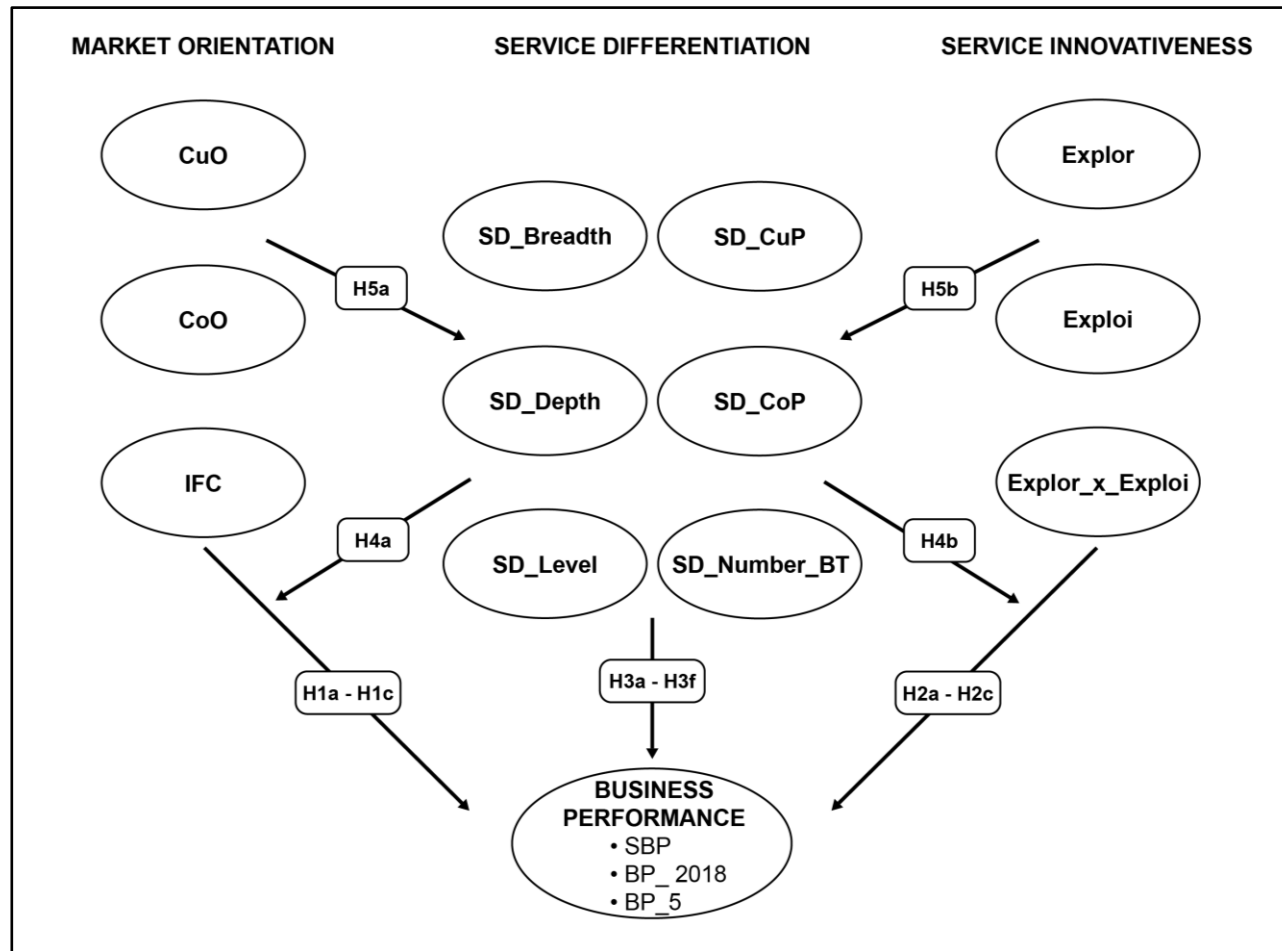 MARKET ORIENTATION
SERVICE DIFFERENTIATION
SERVICE INNOVATIVENESS
CuO
Explor
SD_Breadth
SD_CuP
H5a
H5b
CoO
Exploi
SD_Depth
SD_CoP
IFC
Explor_x_Exploi
H4a
H4b
SD_Level
SD_Number_BT
H1a - H1c
H3a - H3f
H2a - H2c
BUSINESS
PERFORMANCE
• SBP
• BP_ 2018
• BP_5